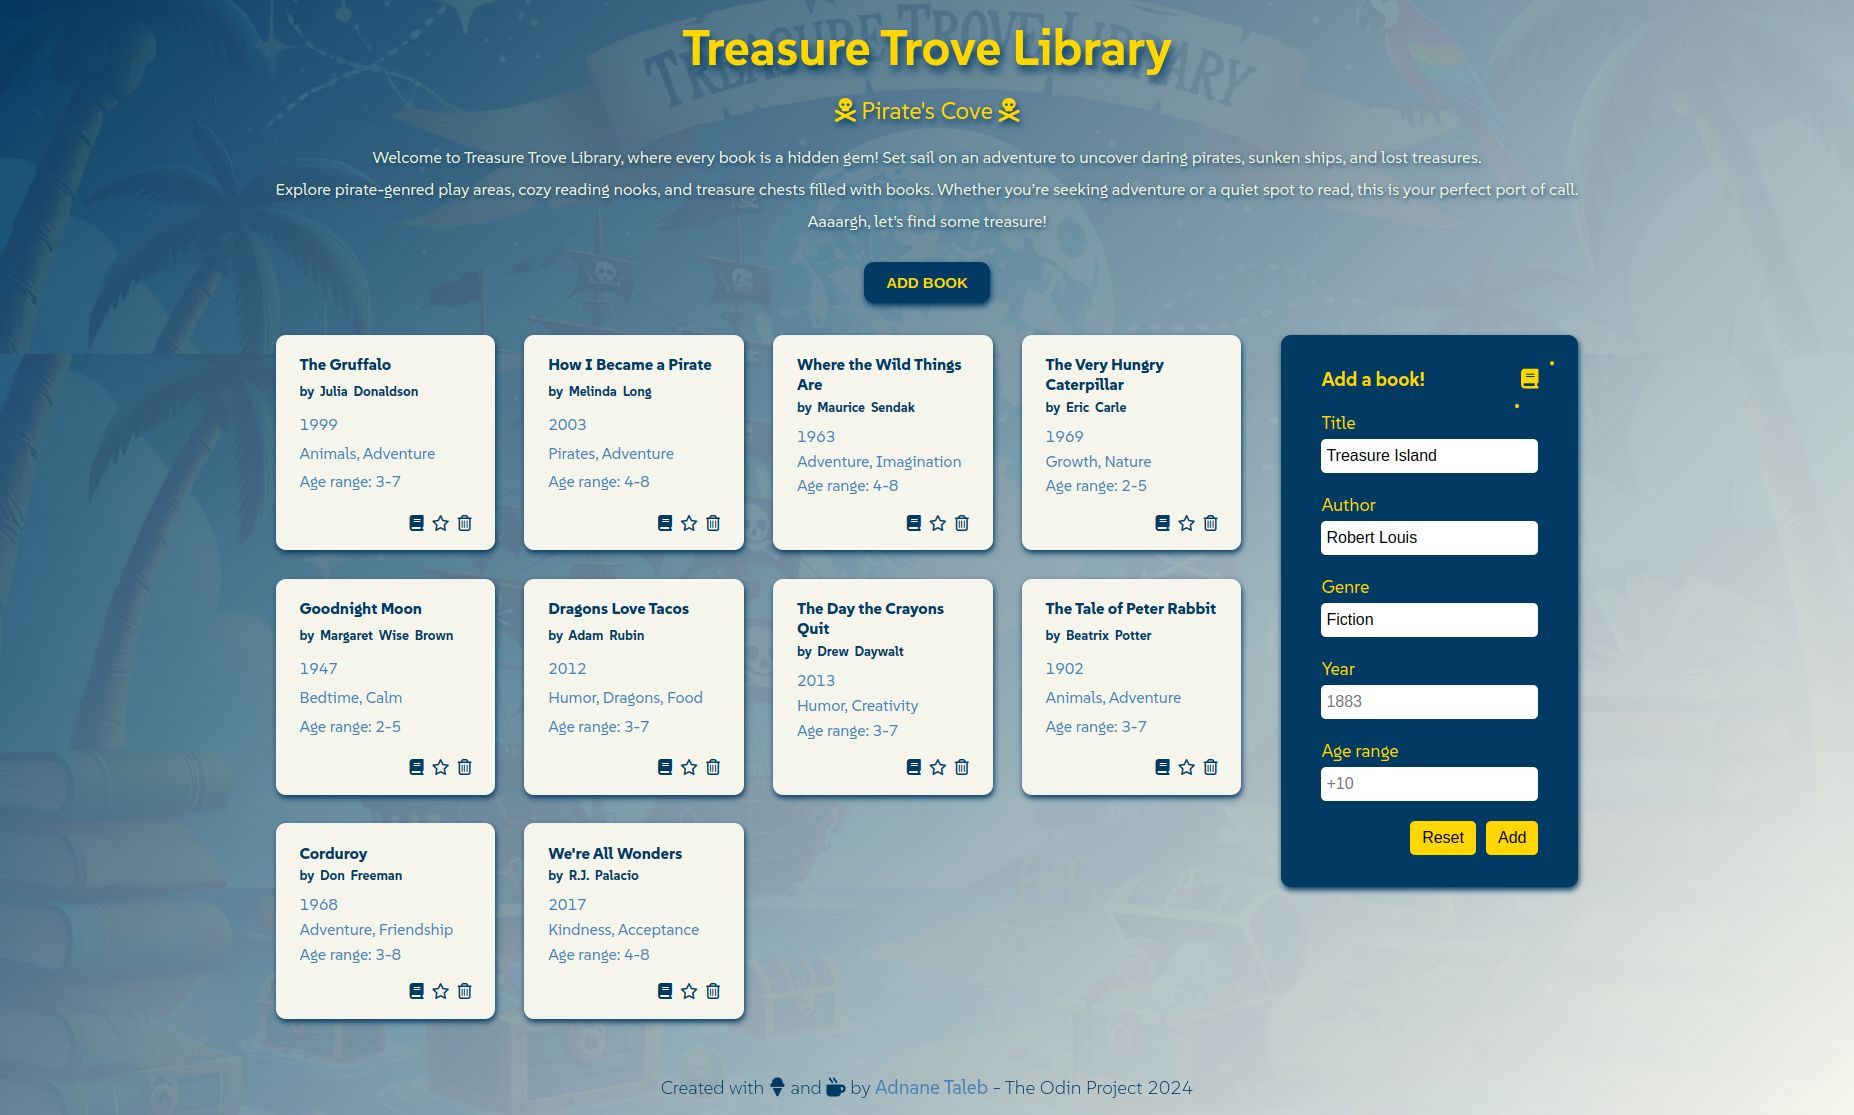 TREASURE TROVE LIBRARY
Treasure Trove Library
Pirate's Cove
Welcome to Treasure Trove Library, where every book is a hidden gem! Set sail on an adventure to uncover daring pirates, sunken ships, and lost treasures.
Explore pirate-genred play areas, cozy reading nooks, and treasure chests filled with books. Whether you're seeking adventure or a quiet spot to read, this is your perfect port of call.
Aaaargh, let's find some treasure!
ADD BOOK
The Gruffalo
by Julia Donaldson
1999
Animals, Adventure
Age range: 3-7
How I Became a Pirate
by Melinda Long
2003
Pirates, Adventure
Age range: 4-8
Where the Wild Things
Are
by Maurice Sendak
1963
Adventure, Imagination
Age range: 4-8
The Very Hungry
Caterpillar
by Eric Carle
1969
Growth, Nature
Age range: 2-5
Goodnight Moon
by Margaret Wise Brown
1947
Bedtime, Calm
Age range: 2-5
Dragons Love Tacos
by Adam Rubin
2012
Humor, Dragons, Food
Age range: 3-7
The Day the Crayons
Quit
by Drew Daywalt
2013
Humor, Creativity
Age range: 3-7
The Tale of Peter Rabbit
by Beatrix Potter
1902
Animals, Adventure
Age range: 3-7
Corduroy
by Don Freeman
1968
Adventure, Friendship
Age range: 3-8
We're All Wonders
by R.J. Palacio
2017
Kindness, Acceptance
Age range: 4-8
Add a book!
Title
Treasure Island
Author
Robert Louis
Genre
Fiction
Year
1883
Age range
+10
Reset Add
Created with and by Adnane Taleb - The Odin Project 2024